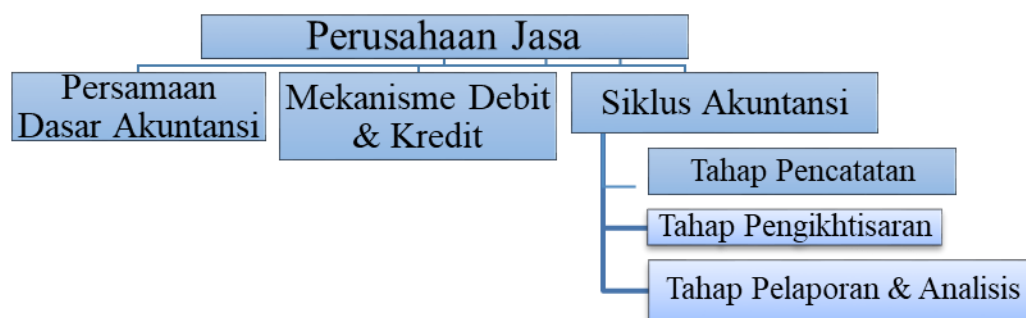 Perusahaan Jasa
Persamaan
Dasar Akuntansi
Mekanisme Debit
& Kredit
Siklus Akuntansi
Tahap Pencatatan
Tahap Pengikhtisaran
Tahap Pelaporan & Analisis